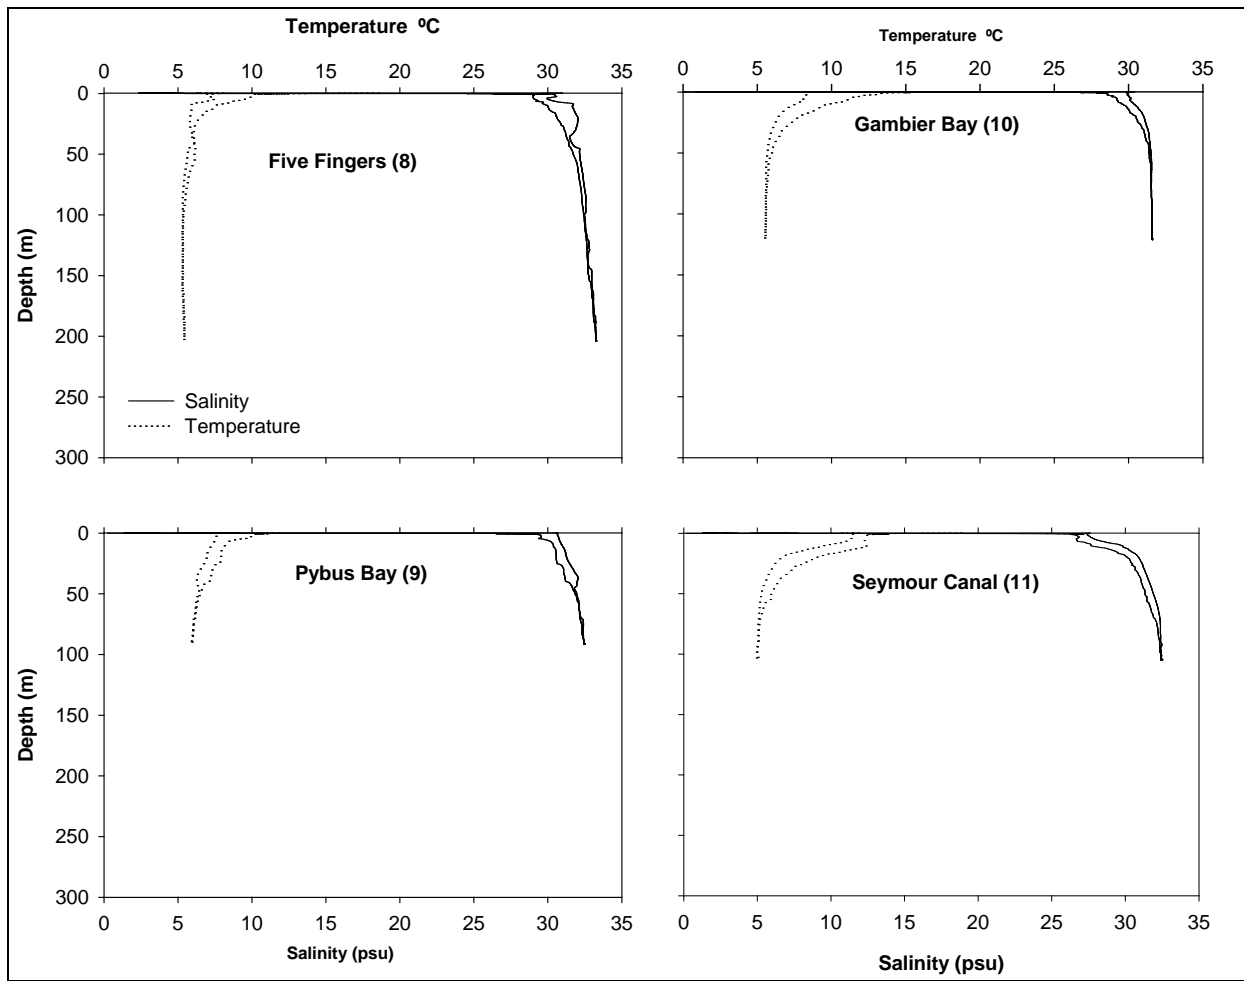 Temperature ⁰C
0 5 10 15 20 25 30 35
0
50
100
150
200
250
300
Depth (m)
Five Fingers (8)
Salinity
Temperature
Temperature ⁰C
0 5 10 15 20 25 30 35
Gambier Bay (10)
0
50
100
150
200
250
300
Depth (m)
Pybus Bay (9)
0 5 10 15 20 25 30 35
Salinity (psu)
Seymour Canal (11)
0 5 10 15 20 25 30 35
Salinity (psu)